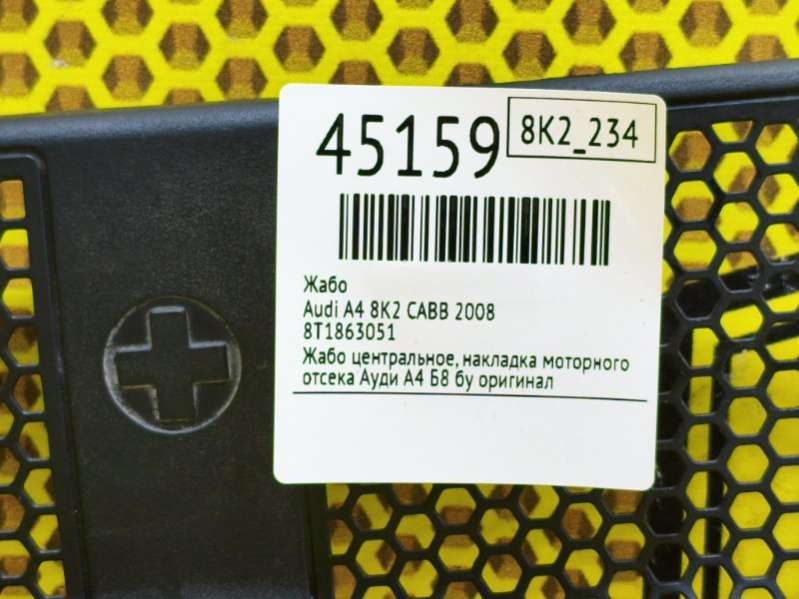 45159
8K2_234
Жабо
Audi A4 8K2 CABB 2008
8T1863051
Жабо центральное, накладка моторного
отсека Ауди А4 Б8 бу оригинал